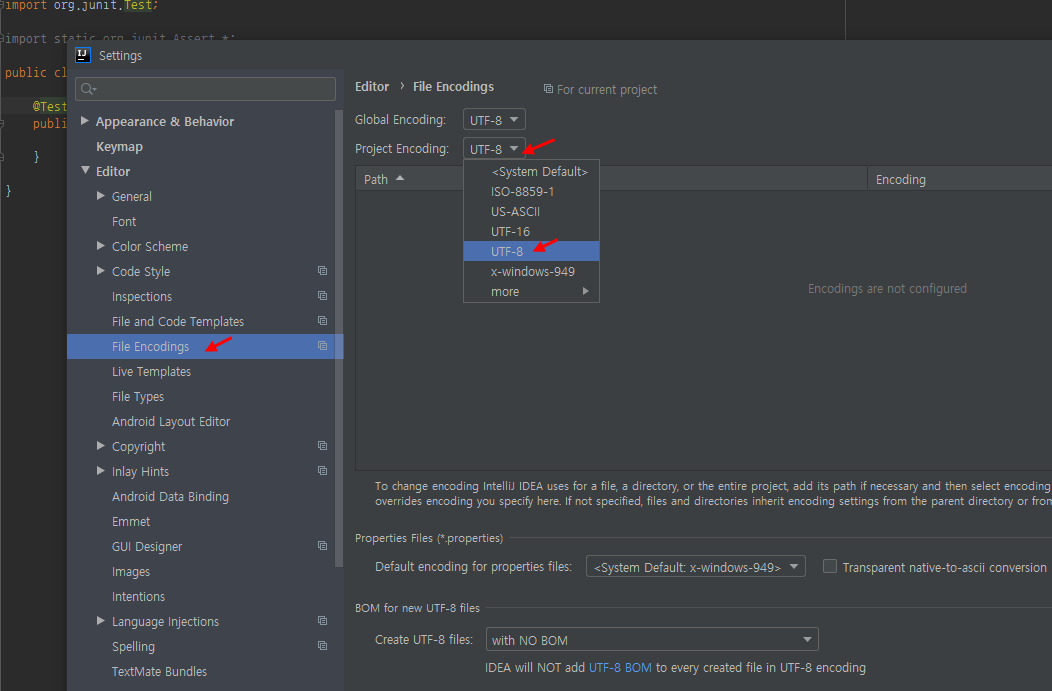 import org.junit.Test;
import static org.junit.Assert.*;
public cl
@Test
publi
}
}
Settings
Appearance & Behavior
Keymap
Editor
General
Font
Color Scheme
Code Style
Inspections
File and Code Templates
File Encodings
Live Templates
File Types
Android Layout Editor
Copyright
Inlay Hints
Android Data Binding
Emmet
GUI Designer
Images
Intentions
Language Injections
Spelling
TextMate Bundles
Editor › File Encodings
For current project
Global Encoding: UTF-8
Project Encoding: UTF-8
<System Default>
ISO-8859-1
US-ASCII
UTF-16
UTF-8
x-windows-949
more
Path
Encoding
Encodings are not configured
To change encoding IntelliJ IDEA uses for a file, a directory, or the entire project, add its path if necessary and then select encoding
overrides encoding you specify here. If not specified, files and directories inherit encoding settings from the parent directory or from
Properties Files (*.properties)
Default encoding for properties files: <System Default: x-windows-949> Transparent native-to-ascii conversion
BOM for new UTF-8 files
Create UTF-8 files: with NO BOM
IDEA will NOT add UTF-8 BOM to every created file in UTF-8 encoding